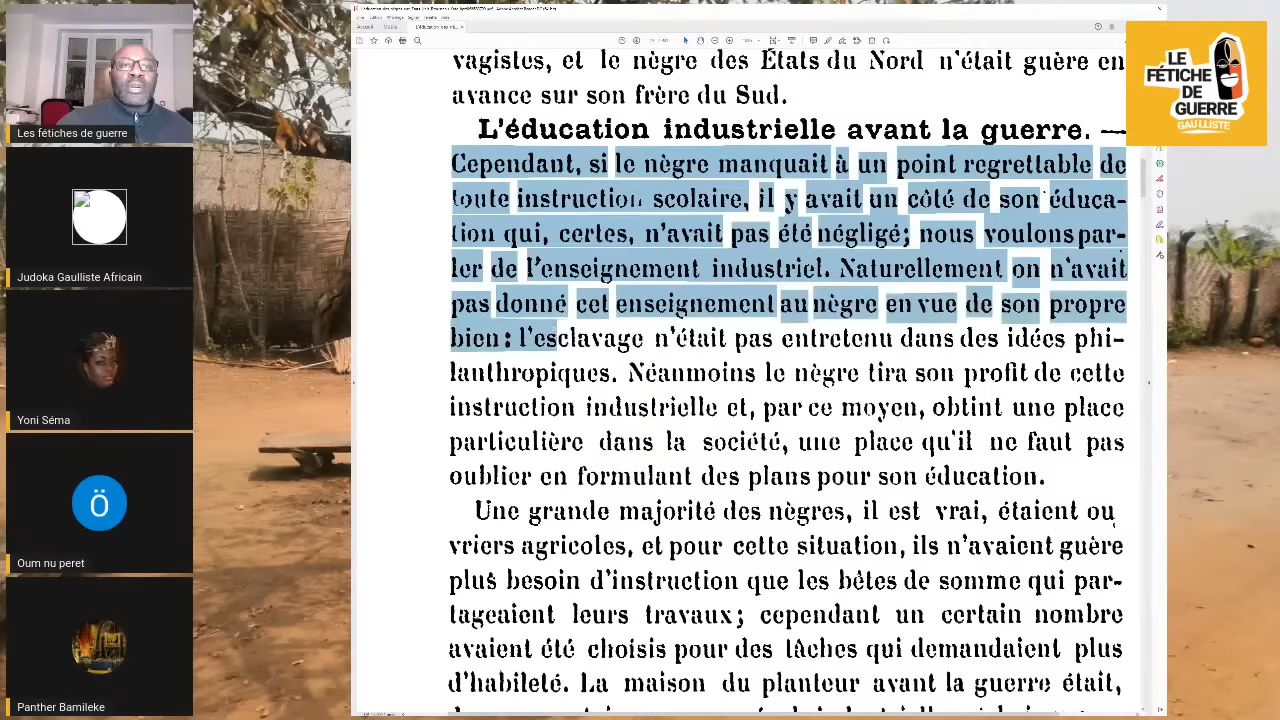 vagistes, et le nègre des États du Nord n'était guère en
avance sur son frère du Sud.
L'éducation industrielle avant la guerre. —
Cependant, si le nègre manquait à un point regrettable de
toute instruction scolaire, il y avait un côté de son éduca-
tion qui, certes, n'avait pas été négligé; nous voulons par-
ler de l'enseignement industriel. Naturellement on n'avait
pas donné cet enseignement au nègre en vue de son propre
bien: l'esclavage n'était pas entretenu dans des idées phi-
lanthropiques. Néanmoins le nègre tira son profit de cette
instruction industrielle et, par ce moyen, obtint une place
particulière dans la société, une place qu'il ne faut pas
oublier en formulant des plans pour son éducation.
Une grande majorité des nègres, il est vrai, étaient ou
vriers agricoles, et pour cette situation, ils n'avaient guère
plus besoin d'instruction que les bêtes de somme qui par-
tageaient leurs travaux; cependant un certain nombre
avaient été choisis pour des tâches qui demandaient plus
d'habileté. La maison du planteur avant la guerre était,
Les fétiches de guerre
Judoka Gaulliste Africain
Yoni Séma
Ö
Oum nu peret
Panther Bamileke
LE
FÉTICHE
DE
GUERRE
GAULLISTE
Accueil Outils